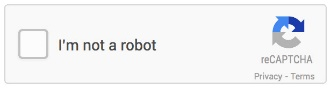 I'm not a robot
reCAPTCHA
Privacy - Terms